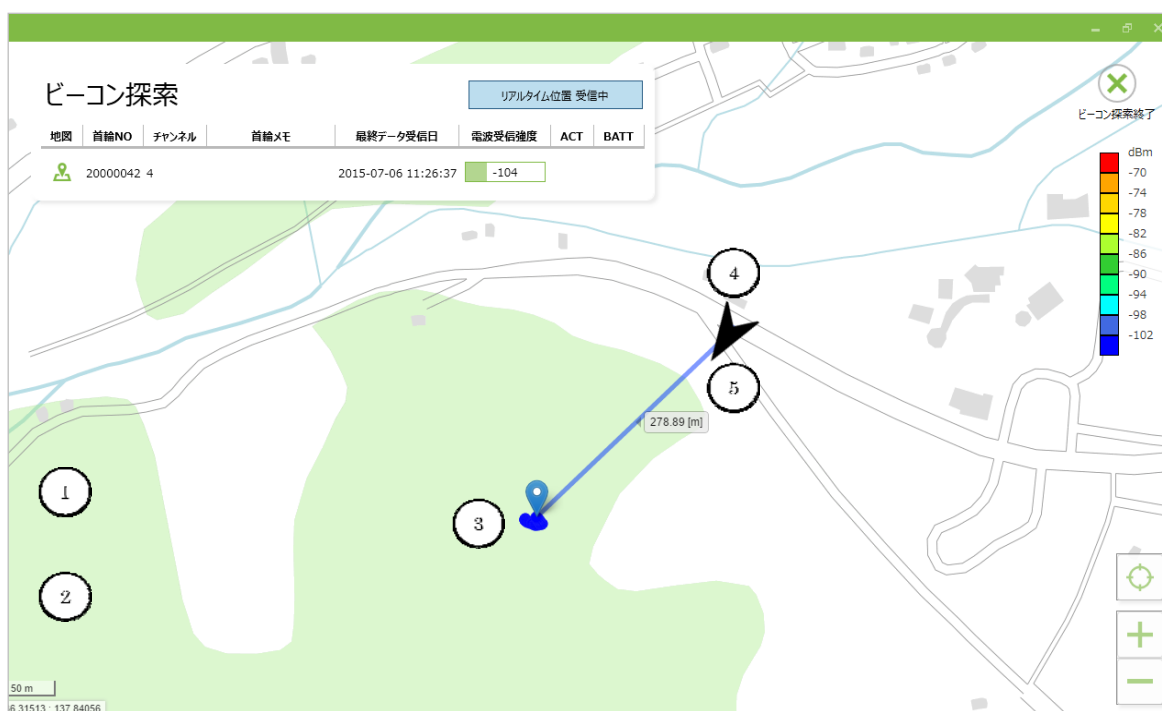 ビーコン探索
リアルタイム位置 受信中
地図 首輪NO チャンネル 首輪メモ 最終データ受信日 電波受信強度 ACT BATT
20000042 4 2015-07-06 11:26:37 -104
ビーコン探索終了
dBm
-70
-74
-78
-82
-86
-90
-94
-98
-102
4
5
278.89 [m]
1
3
2
50 m
6.31513 : 137.84056